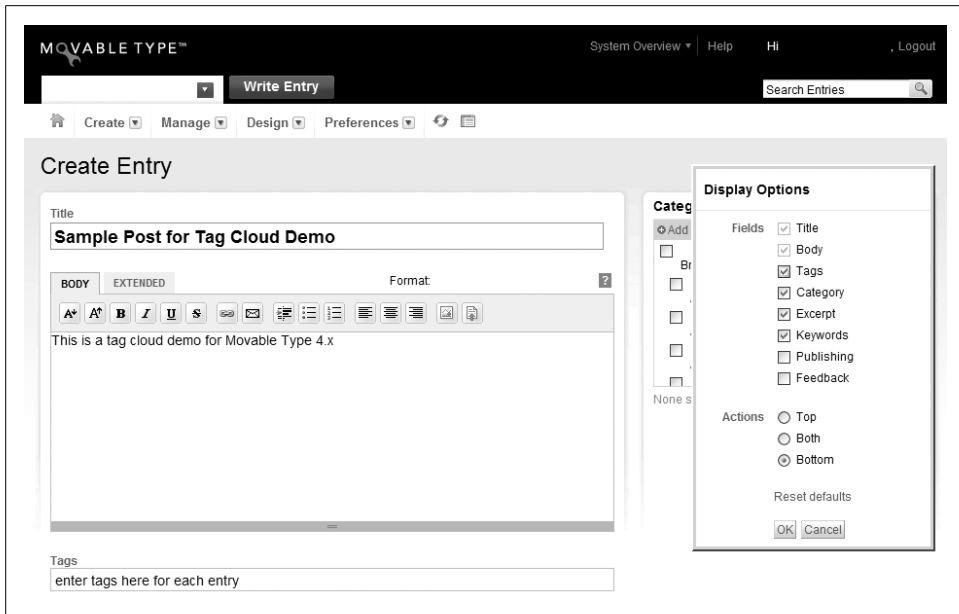 MOVABLE TYPE™
System Overview
Help
Hi
, Logout
Write Entry
Search Entries
Create
Manage
Design
Preferences
Create Entry
Title
Sample Post for Tag Cloud Demo
BODY
EXTENDED
Format:
?
A
A
B
I
U
S
This is a tag cloud demo for Movable Type 4.x
Tags
enter tags here for each entry
Categ
Add
Br
None s
Display Options
Fields
Title
Body
Tags
Category
Excerpt
Keywords
Publishing
Feedback
Actions
Top
Both
Bottom
Reset defaults
OK
Cancel